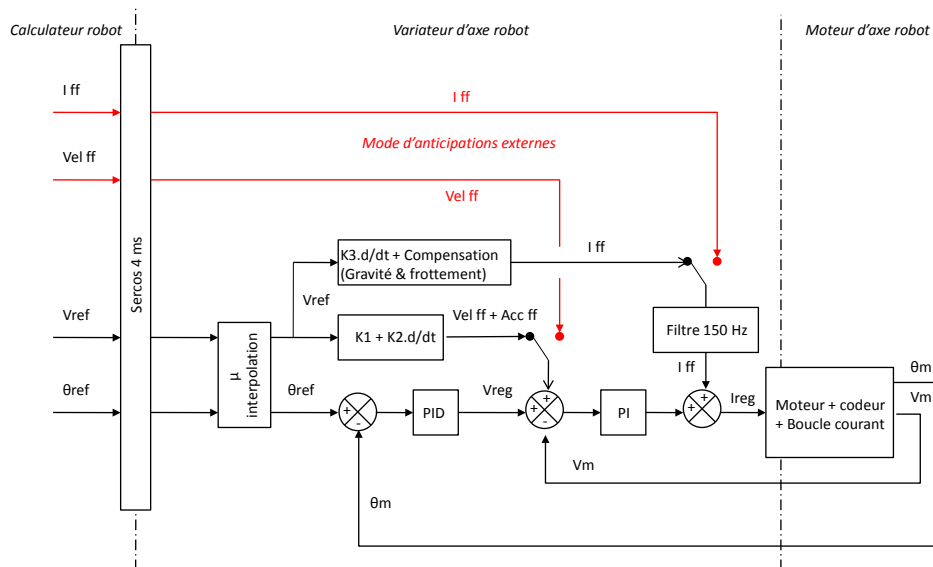 Calculateur robot
Variateur d'axe robot
Moteur d'axe robot
I ff
I ff
Mode d'anticipations externes
Vel ff
Vel ff
Sercos 4 ms
K3.d/dt + Compensation
(Gravité & frottement)
I ff
Vref
Vref
μ
interpolation
K1 + K2.d/dt
Vel ff + Acc ff
Filtre 150 Hz
I ff
θref
θref
+
-
PID
Vreg
+
+
-
PI
+
+
Ireg
Moteur + codeur
+ Boucle courant
θm
Vm
Vm
θm